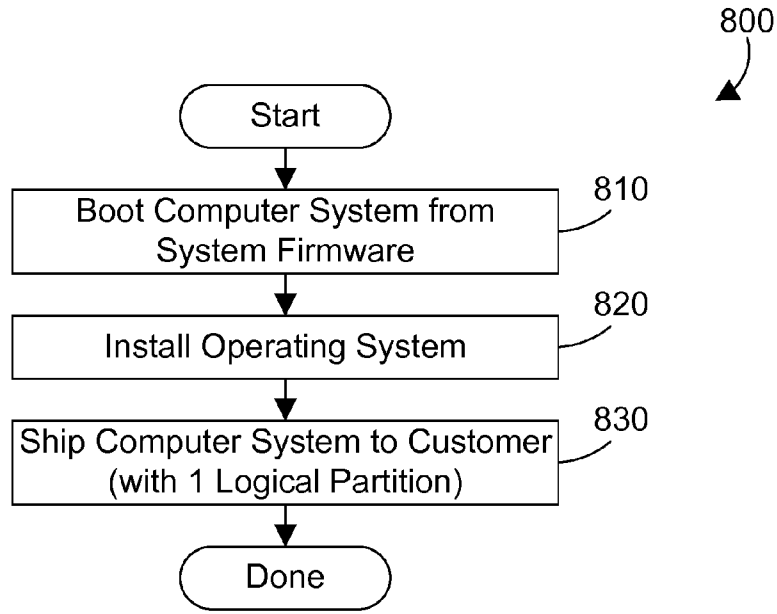 800
Start
810
Boot Computer System from
System Firmware
820
Install Operating System
830
Ship Computer System to Customer
(with 1 Logical Partition)
Done